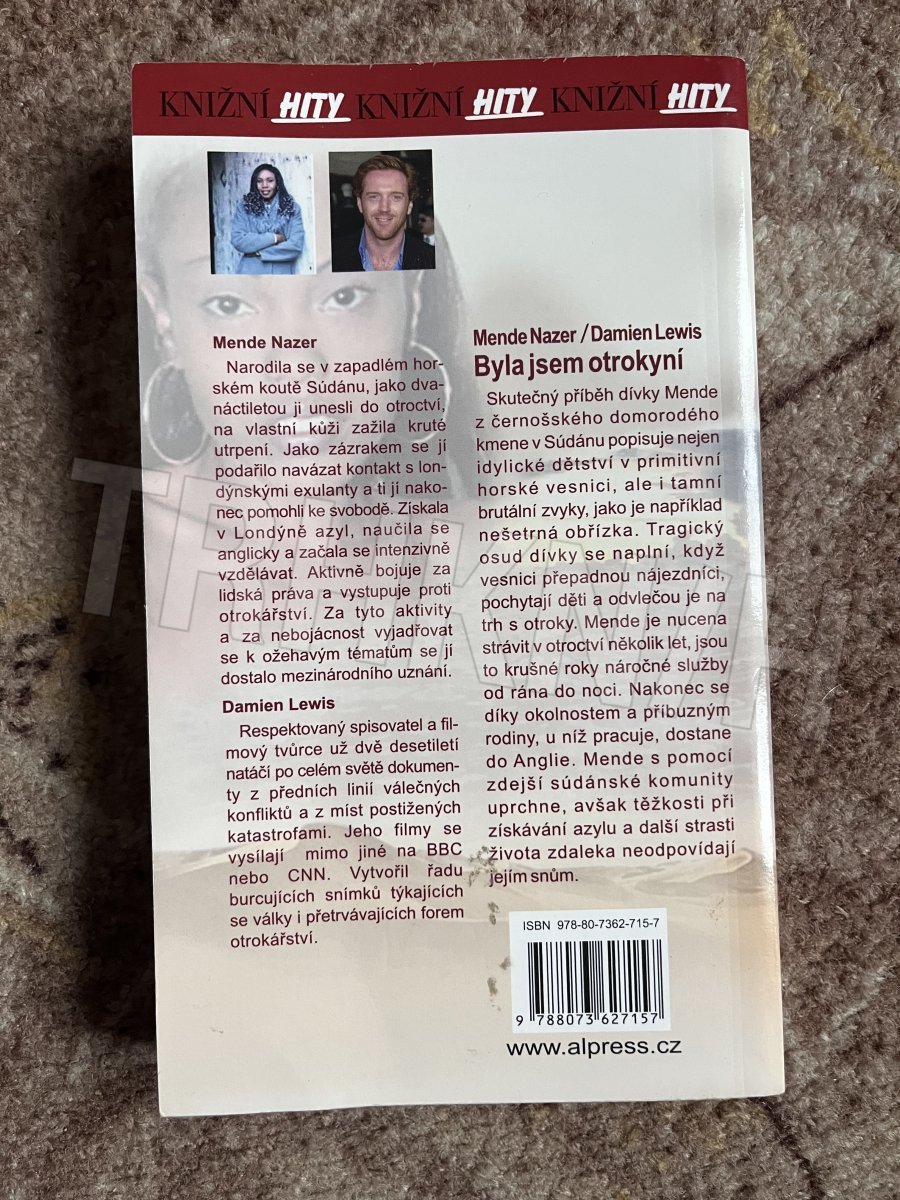 KNIŽNÍ HITY KNIŽNÍ HITY KNIŽNÍ HITY
Mende Nazer
Narodila se v zapadlém hor-
ském koutě Súdánu, jako dva-
náctiletou ji unesli do otroctví,
na vlastní kůži zažila kruté
utrpení. Jako zázrakem se jí
podařilo navázat kontakt s lon-
dýnskými exulanty a ti jí nako-
nec pomohli ke svobodě. Získala
v Londýně azyl, naučila se
anglicky a začala se intenzivně
vzdělávat. Aktivně bojuje za
lidská práva a vystupuje proti
otrokářství. Za tyto aktivity
a za nebojácnost vyjadřovat
se k ožehavým tématům se jí
dostalo mezinárodního uznání.
Damien Lewis
Respektovaný spisovatel a fil-
mový tvůrce už dvě desetiletí
natáčí po celém světě dokumen-
ty z předních linií válečných
konfliktů a z míst postižených
katastrofami. Jeho filmy se
vysílají mimo jiné na BBC
nebo CNN. Vytvořil řadu
burcujících snímků týkajících
se války i přetrvávajících forem
otrokářství.
Mende Nazer / Damien Lewis
Byla jsem otrokyní
Skutečný příběh dívky Mende
z černošského domorodého
kmene v Súdánu popisuje nejen
idylické dětství v primitivní
horské vesnici, ale i tamní
brutální zvyky, jako je například
nešetrná obřízka. Tragický
osud dívky se naplní, když
vesnici přepadnou nájezdníci,
pochytají děti a odvlečou je na
trh s otroky. Mende je nucena
strávit v otroctví několik let, jsou
to krušné roky náročné služby
od rána do noci. Nakonec se
díky okolnostem a příbuzným
rodiny, u níž pracuje, dostane
do Anglie. Mende s pomocí
zdejší súdánské komunity
uprchne, avšak těžkosti při
získávání azylu a další strasti
života zdaleka neodpovídají
jejím snům.
ISBN 978-80-7362-715-7
9 788073 627157
www.alpress.cz